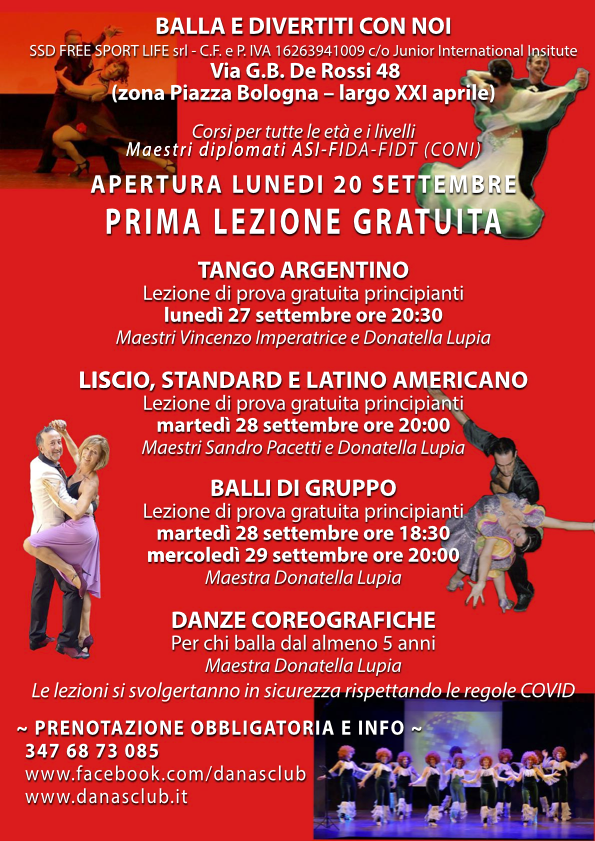 BALLA E DIVERTITI CON NOI
SSD FREE SPORT LIFE srl - C.F. e P. IVA 16263941009 c/o Junior International Insitute
Via G.B. De Rossi 48
(zona Piazza Bologna – largo XXI aprile)
Corsi per tutte le età e i livelli
Maestri diplomati ASI-FIDA-FIDT (CONI)
APERTURA LUNEDI 20 SETTEMBRE
PRIMA LEZIONE GRATUITA
TANGO ARGENTINO
Lezione di prova gratuita principianti
lunedì 27 settembre ore 20:30
Maestri Vincenzo Imperatrice e Donatella Lupia
LISCIO, STANDARD E LATINO AMERICANO
Lezione di prova gratuita principianti
martedì 28 settembre ore 20:00
Maestri Sandro Pacetti e Donatella Lupia
BALLI DI GRUPPO
Lezione di prova gratuita principianti
martedì 28 settembre ore 18:30
mercoledì 29 settembre ore 20:00
Maestra Donatella Lupia
DANZE COREOGRAFICHE
Per chi balla dal almeno 5 anni
Maestra Donatella Lupia
Le lezioni si svolgertanno in sicurezza rispettando le regole COVID
~ PRENOTAZIONE OBBLIGATORIA E INFO ~
347 68 73 085
www.facebook.com/danasclub
www.danasclub.it